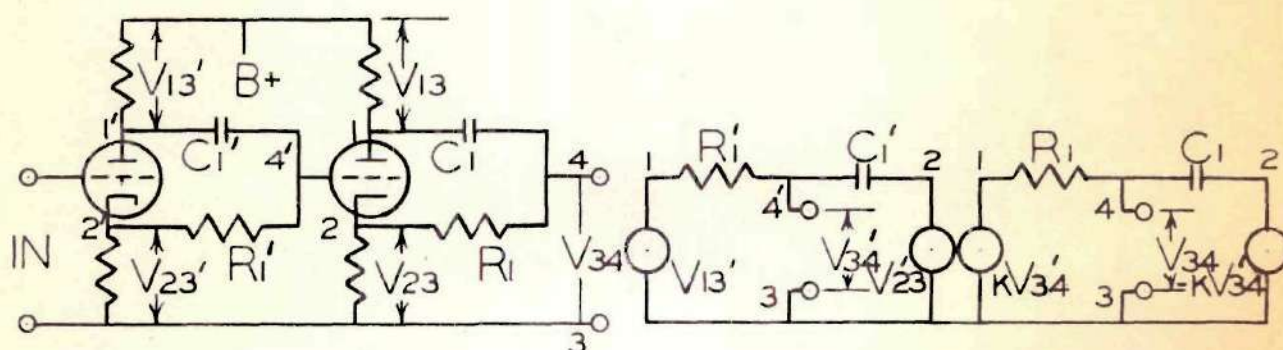 V13' B+ V13
1' C1' 4' 1 C1 4
IN 2' R1' 2 R1 V34
V23' V23 3
1 R1' C1' 2 1 R1 C1 2
4' 4
V13' V34' V23' KV34' V34 -KV34'
3 3